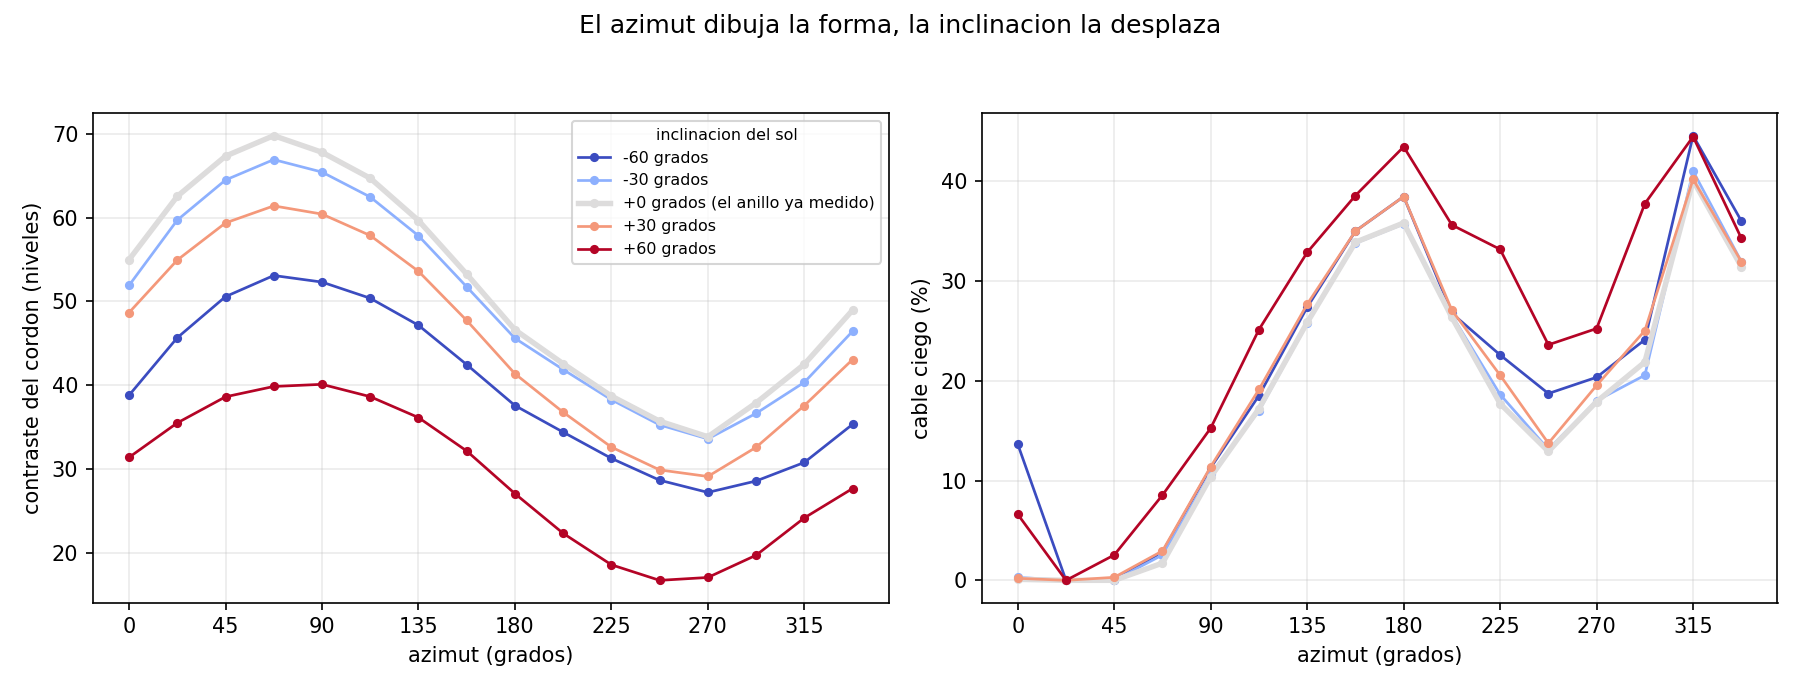 El azimut dibuja la forma, la inclinacion la desplaza
contraste del cordon (niveles)
70
60
50
40
30
20
0
45
90
135
180
225
270
315
azimut (grados)
inclinacion del sol
-60 grados
-30 grados
+0 grados (el anillo ya medido)
+30 grados
+60 grados
cable ciego (%)
40
30
20
10
0
0
45
90
135
180
225
270
315
azimut (grados)